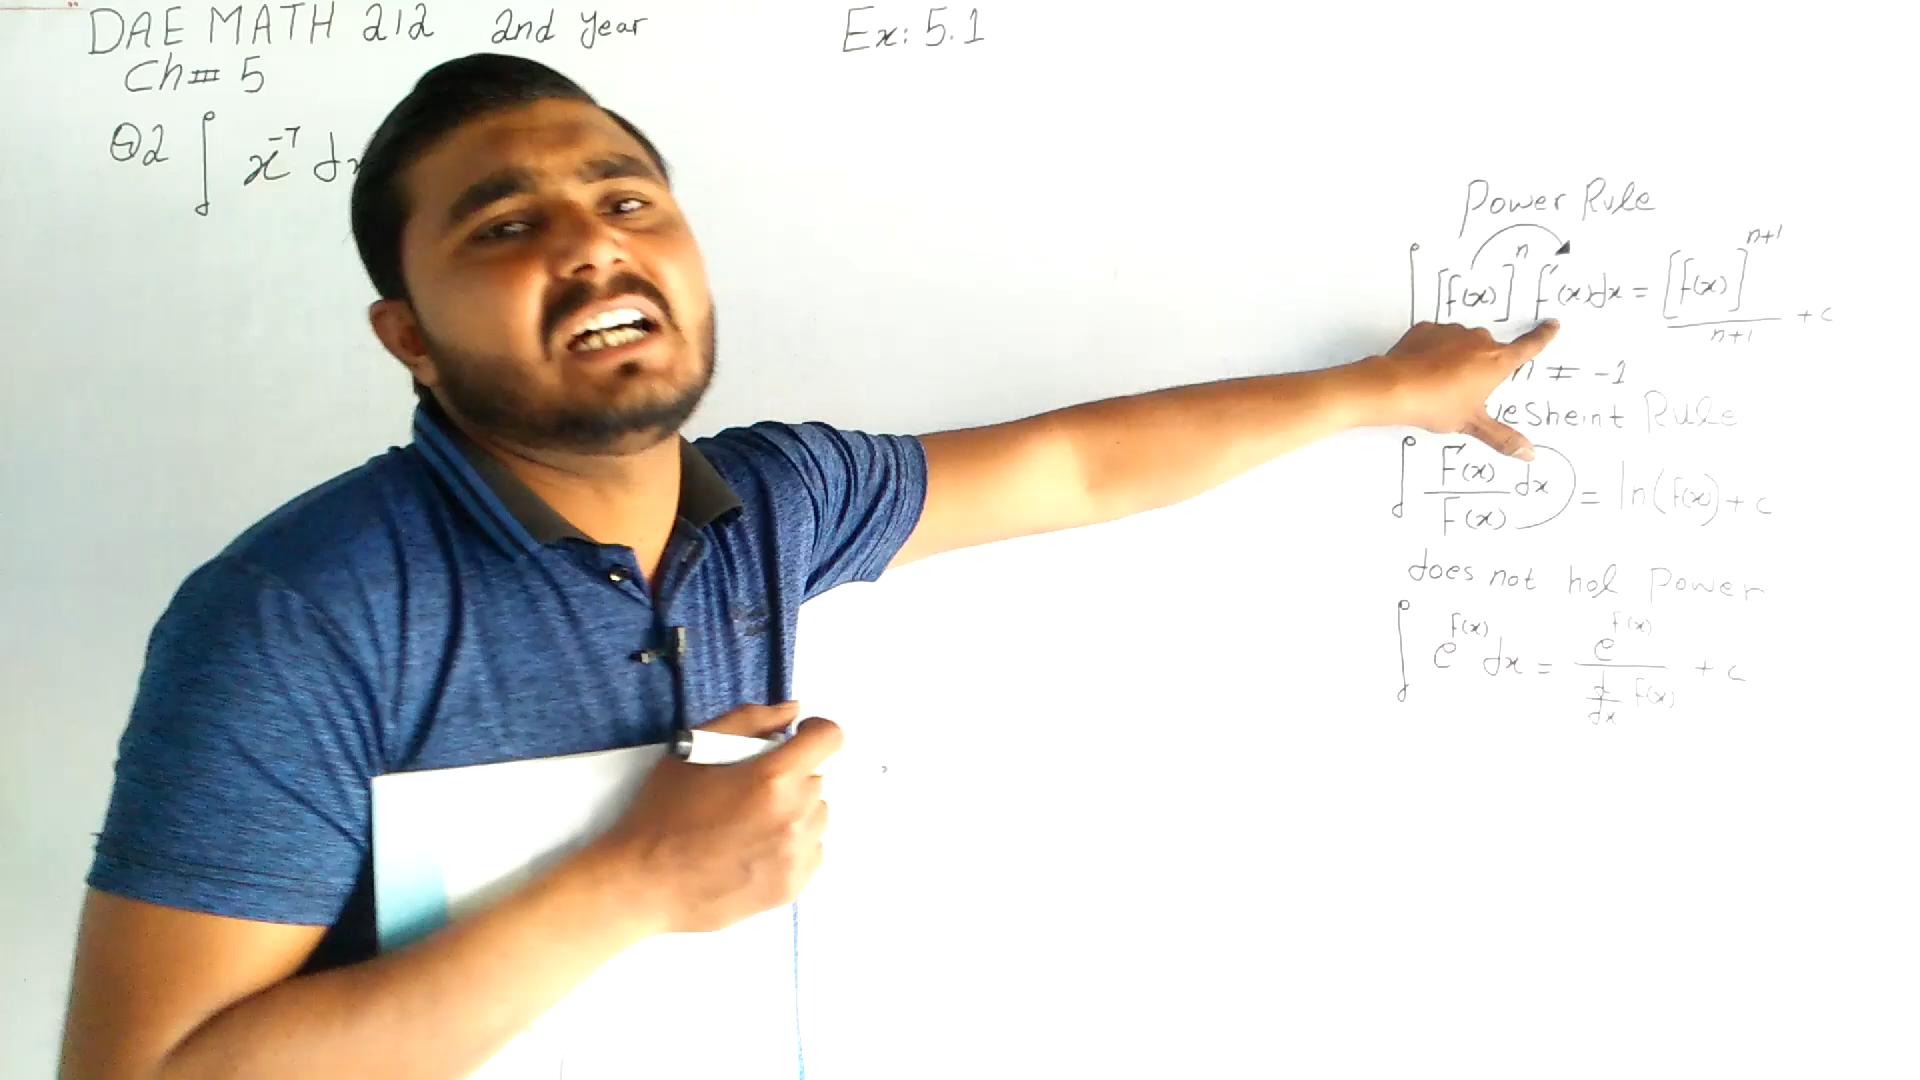 DAE MATH 212 2nd Year Ex: 5.1
Ch# 5
Q2 ∫ x⁻⁷ dx
Power Rule
∫ [f(x)]ⁿ f'(x)dx = [f(x)]ⁿ⁺¹/n+1 + c
n ≠ -1
Rule
∫ F'(x)/F(x) dx = ln(f(x)) + c
does not hol Power
∫ e^f(x) dx = e^f(x)/(d/dx f(x)) + c